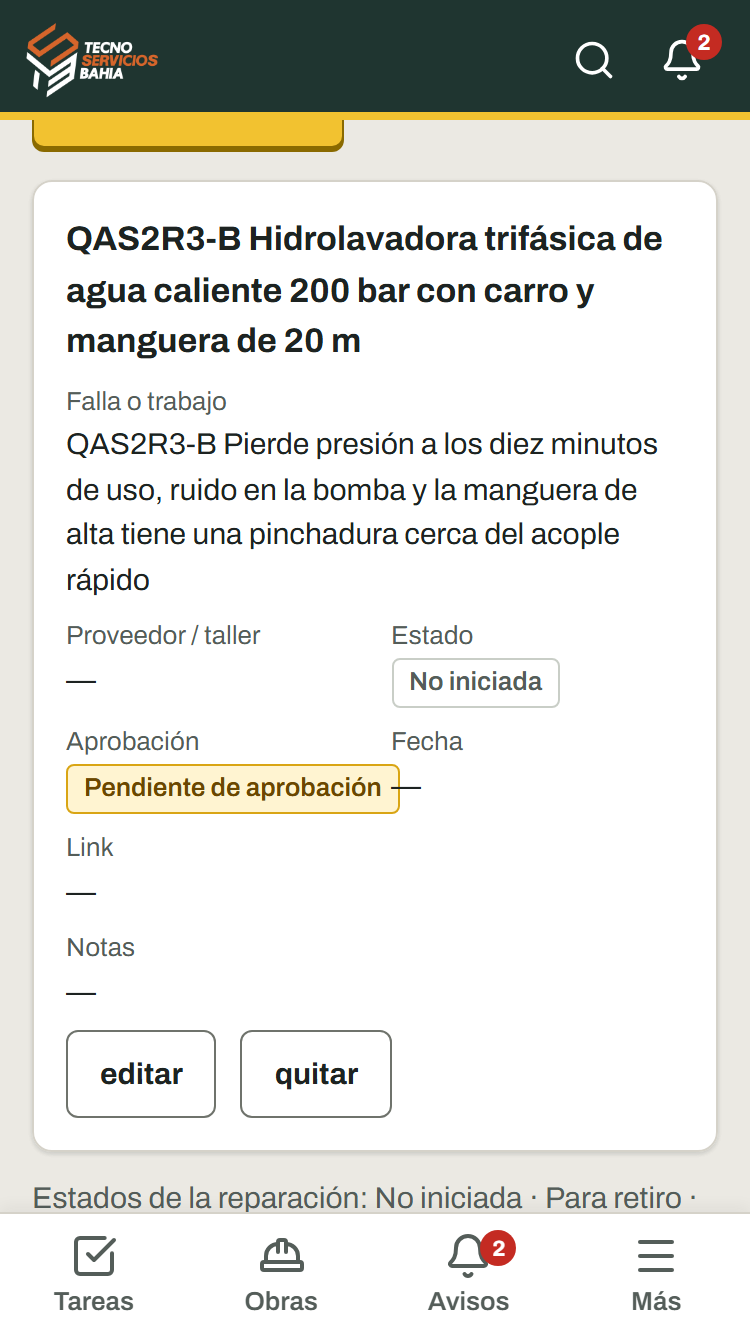 TECNO
SERVICIOS
BAHIA
2
QAS2R3-B Hidrolavadora trifásica de
agua caliente 200 bar con carro y
manguera de 20 m
Falla o trabajo
QAS2R3-B Pierde presión a los diez minutos
de uso, ruido en la bomba y la manguera de
alta tiene una pinchadura cerca del acople
rápido
Proveedor / taller
Estado
—
No iniciada
Aprobación
Fecha
Pendiente de aprobación
—
Link
—
Notas
—
editar
quitar
Estados de la reparación: No iniciada · Para retiro ·
2
Tareas
Obras
Avisos
Más